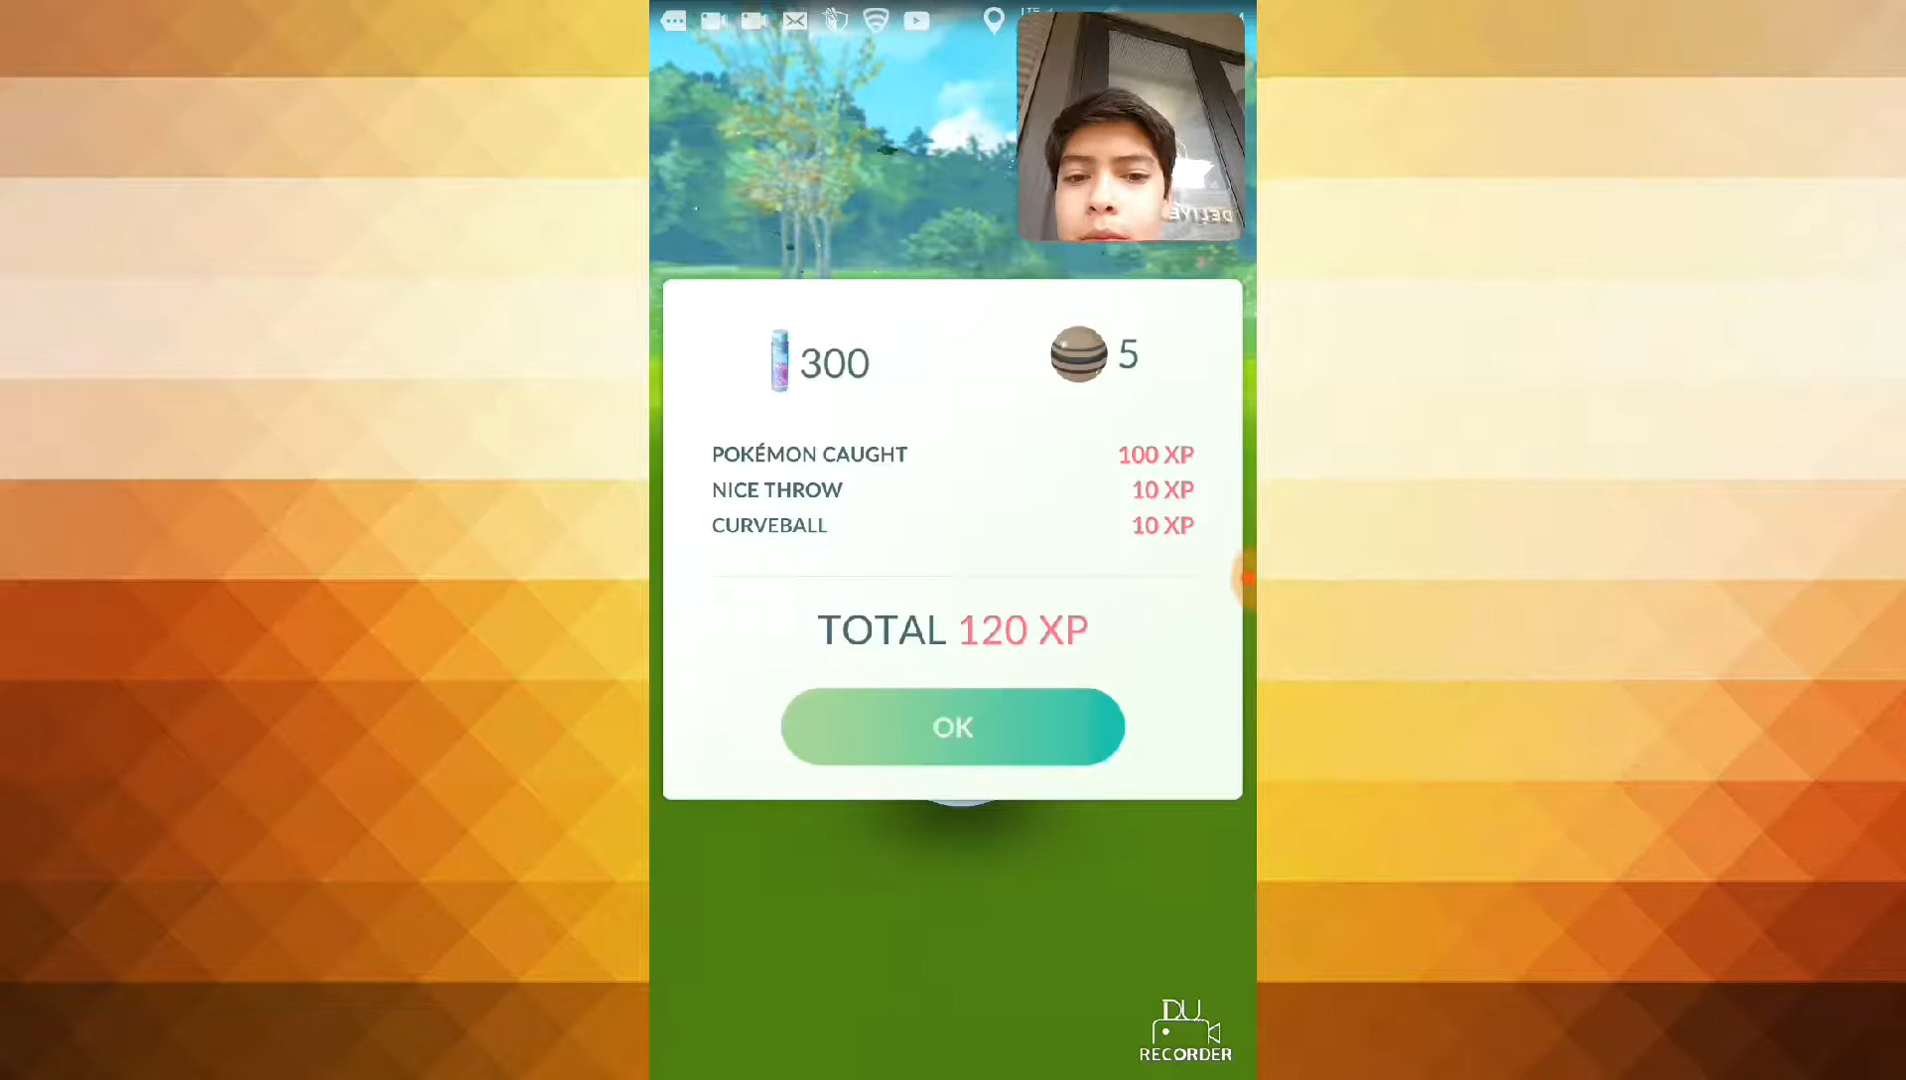 300
5
POKÉMON CAUGHT 100 XP
NICE THROW 10 XP
CURVEBALL 10 XP
TOTAL 120 XP
OK
DU
RECORDER